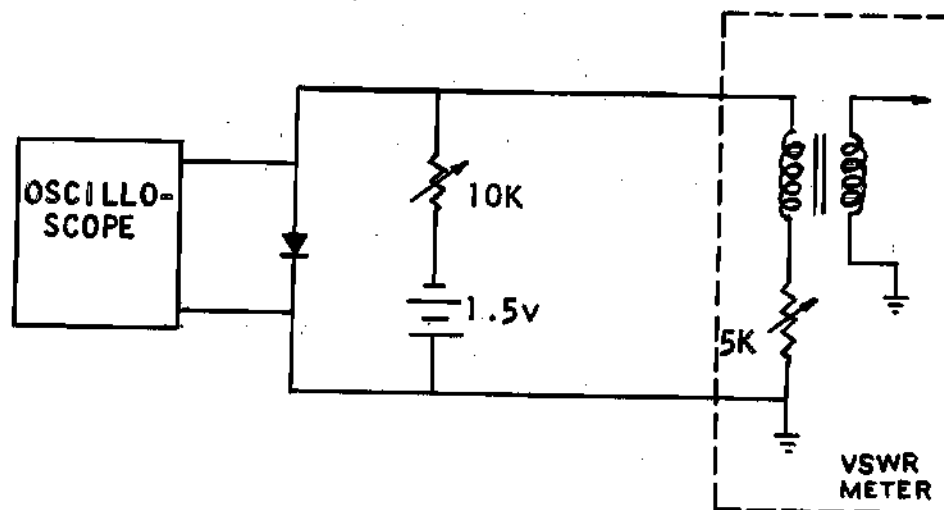 OSCILLO-
SCOPE
10K
1.5v
5K
VSWR
METER